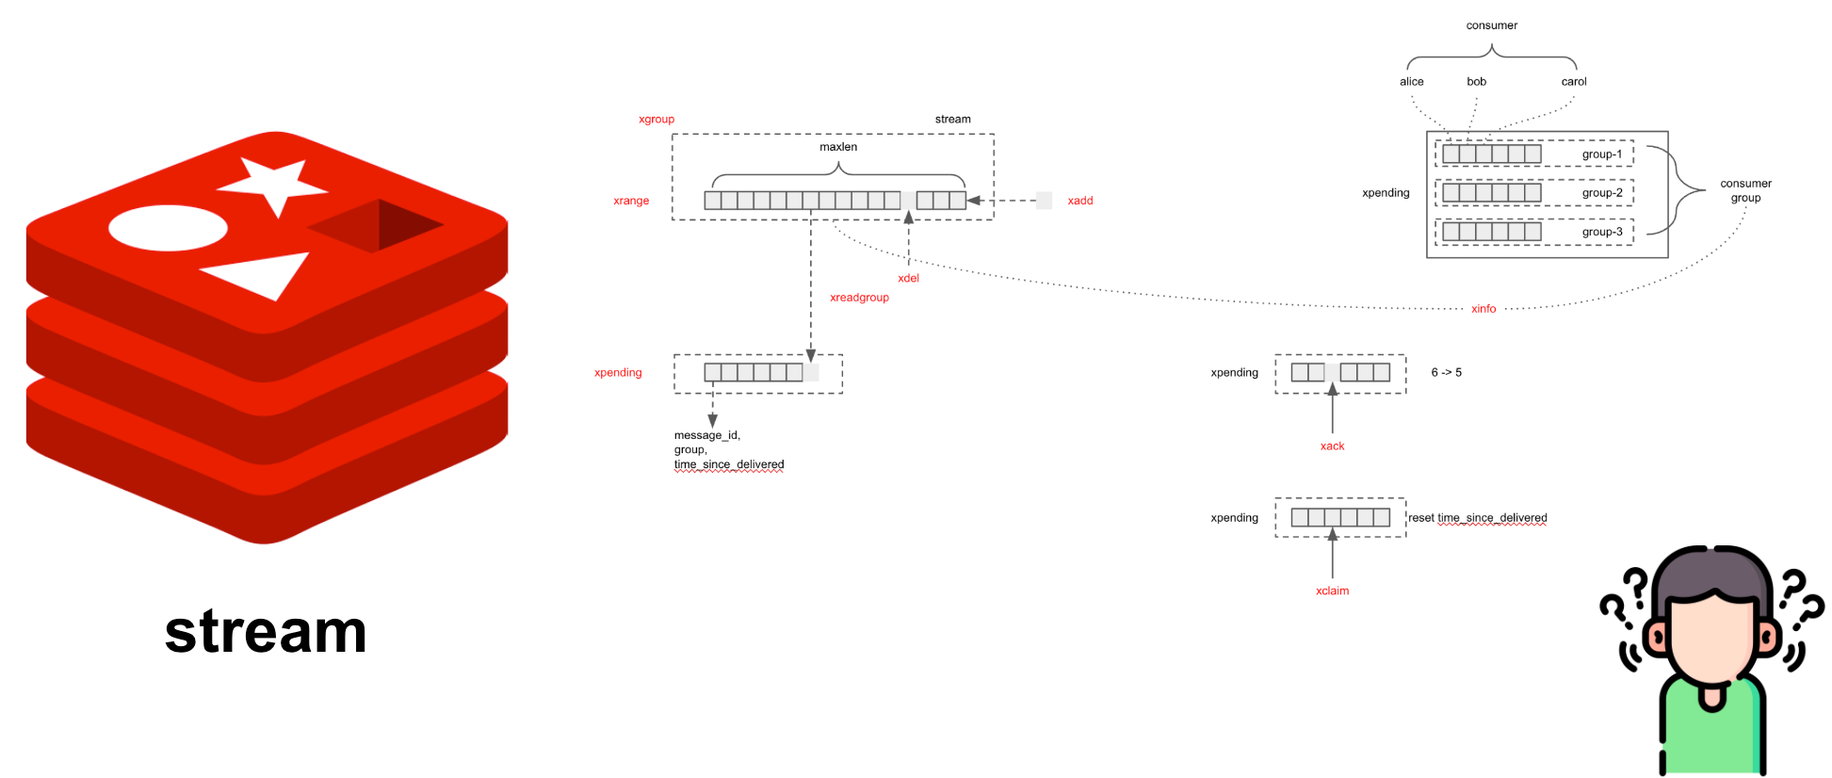 stream
xgroup
stream
maxlen
xrange
xadd
xdel
xreadgroup
xpending
message_id,
group,
time_since_delivered
consumer
alice
bob
carol
xpending
group-1
group-2
group-3
consumer
group
xinfo
xpending
6 -> 5
xack
xpending
reset time_since_delivered
xclaim
? ? ? ?